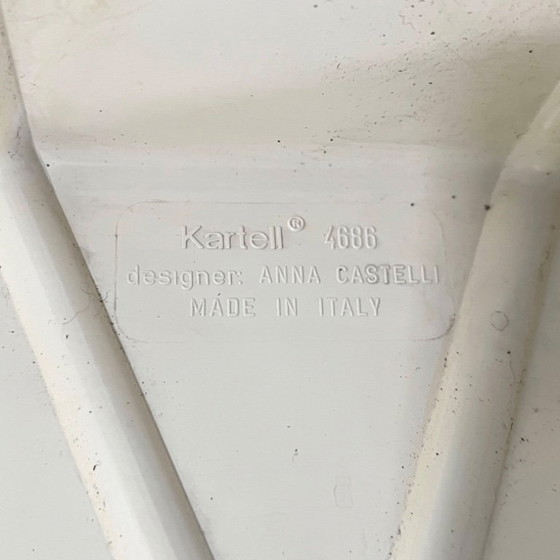 Kartell® 4686
designer: ANNA CASTELLI
MADE IN ITALY